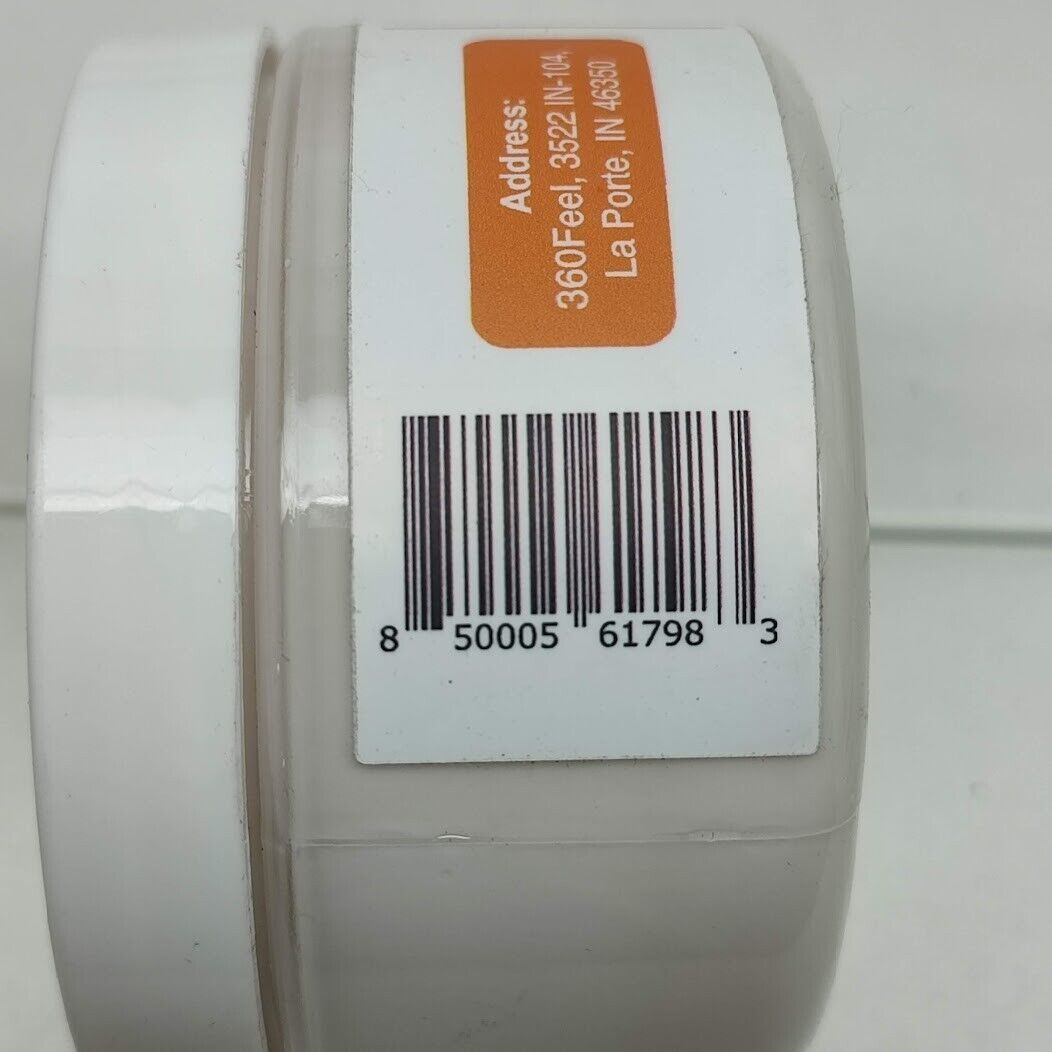 Address:
360Feel, 3522 IN-104,
La Porte, IN 46350
8 50005 61798 3